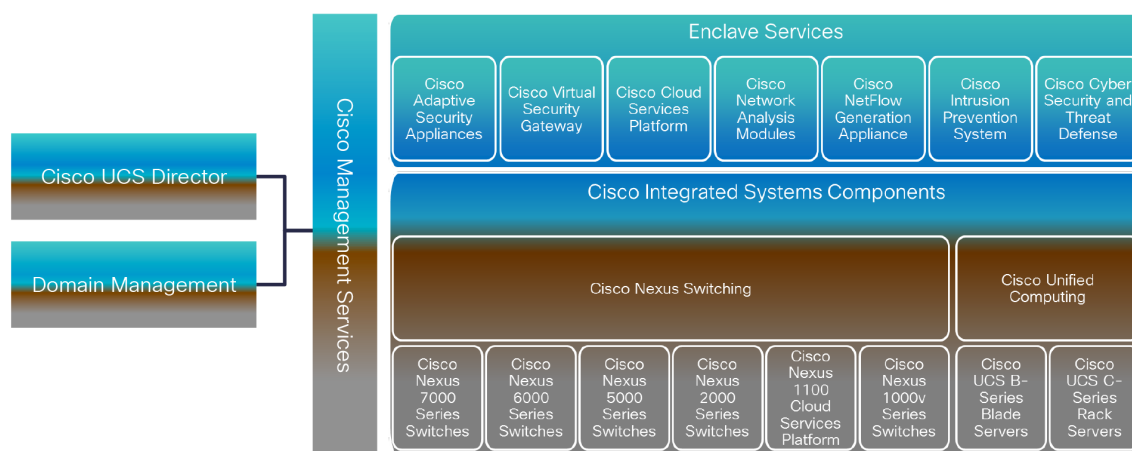 Cisco UCS Director
Domain Management
Cisco Management Services
Enclave Services
Cisco
Adaptive
Security
Appliances
Cisco Virtual
Security
Gateway
Cisco Cloud
Services
Platform
Cisco
Network
Analysis
Modules
Cisco
NetFlow
Generation
Appliance
Cisco
Intrusion
Prevention
System
Cisco Cyber
Security and
Threat
Defense
Cisco Integrated Systems Components
Cisco Nexus Switching
Cisco Unified
Computing
Cisco
Nexus
7000
Series
Switches
Cisco
Nexus
6000
Series
Switches
Cisco
Nexus
5000
Series
Switches
Cisco
Nexus
2000
Series
Switches
Cisco
Nexus
1100
Cloud
Services
Platform
Cisco
Nexus
1000v
Series
Switches
Cisco
UCS B-
Series
Blade
Servers
Cisco
UCS C-
Series
Rack
Servers